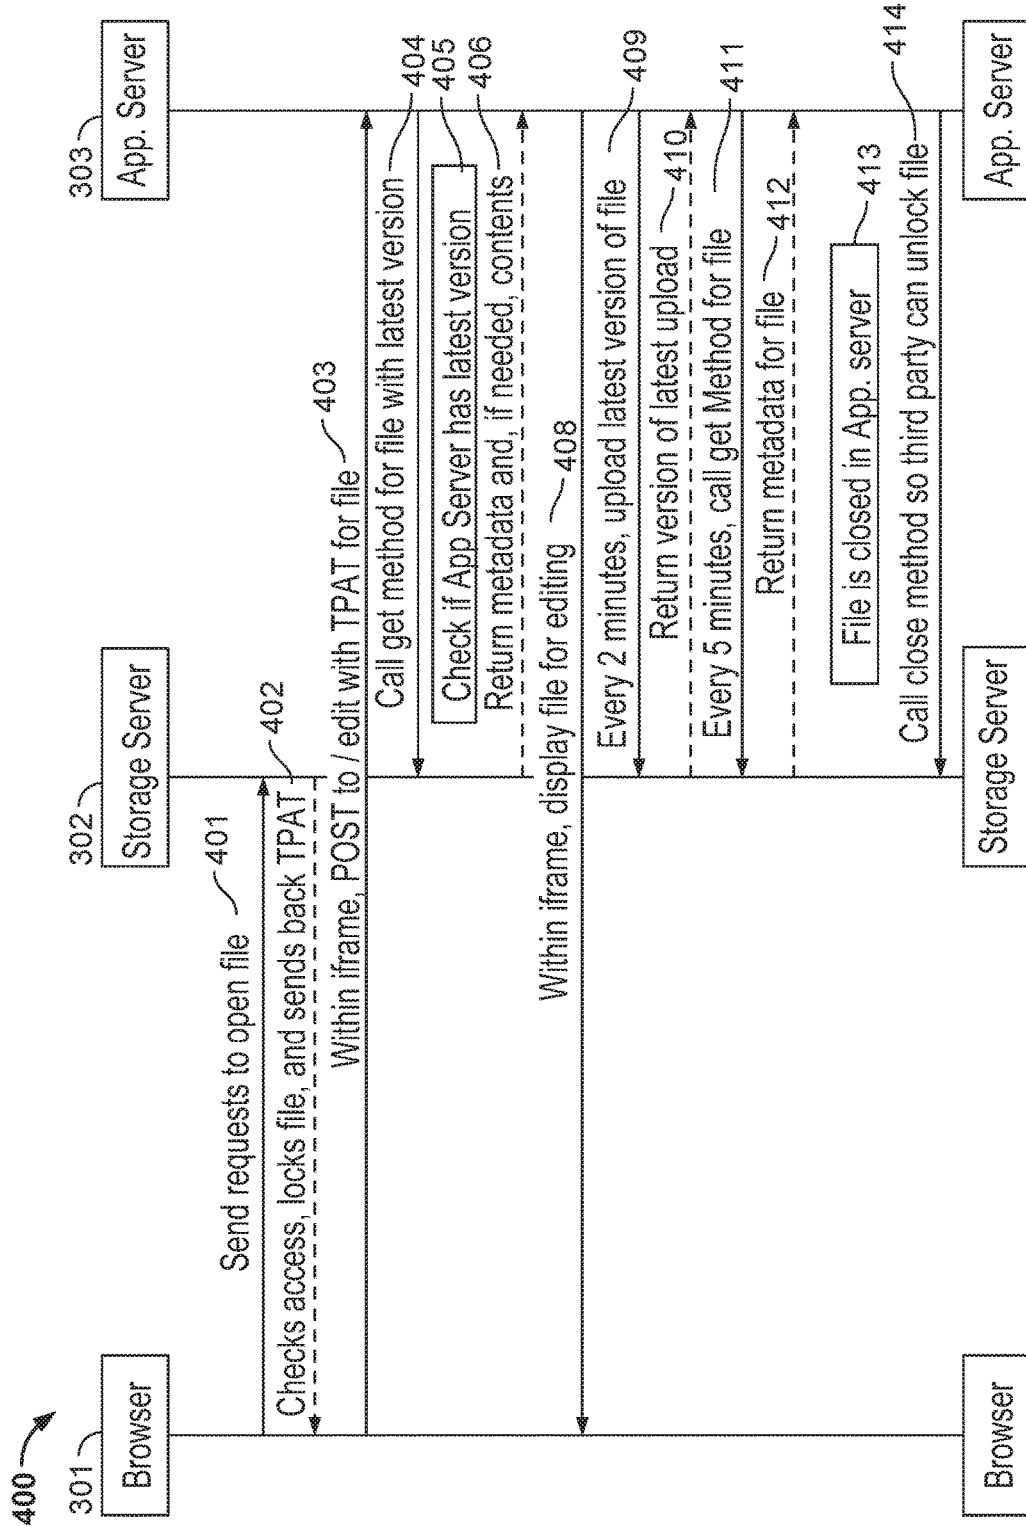 400
301
302
303
Browser
Storage Server
App. Server
Send requests to open file
401
Checks access, locks file, and sends back TPAT
402
Within iframe, POST to / edit with TPAT for file
403
Call get method for file with latest version
404
Check if App Server has latest version
405
Return metadata and, if needed, contents
406
Within iframe, display file for editing
408
Every 2 minutes, upload latest version of file
409
Return version of latest upload
410
Every 5 minutes, call get Method for file
411
Return metadata for file
412
File is closed in App. server
413
Call close method so third party can unlock file
414
Browser
Storage Server
App. Server